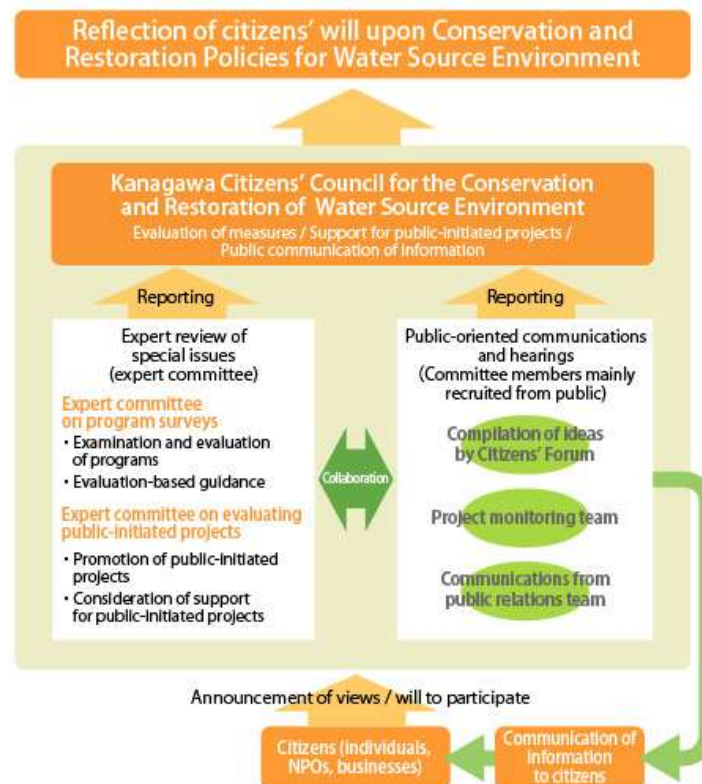 Reflection of citizens' will upon Conservation and
Restoration Policies for Water Source Environment
Kanagawa Citizens' Council for the Conservation
and Restoration of Water Source Environment
Evaluation of measures / Support for public-initiated projects /
Public communication of information
Reporting
Expert review of
special issues
(expert committee)
Expert committee
on program surveys
・Examination and evaluation
of programs
・Evaluation-based guidance
Expert committee on evaluating
public-initiated projects
・Promotion of public-initiated
projects
・Consideration of support
for public-initiated projects
Collaboration
Reporting
Public-oriented communications
and hearings
(Committee members mainly
recruited from public)
Compilation of ideas
by Citizens' Forum
Project monitoring team
Communications from
public relations team
Announcement of views / will to participate
Citizens (individuals,
NPOs, businesses)
Communication of
information
to citizens